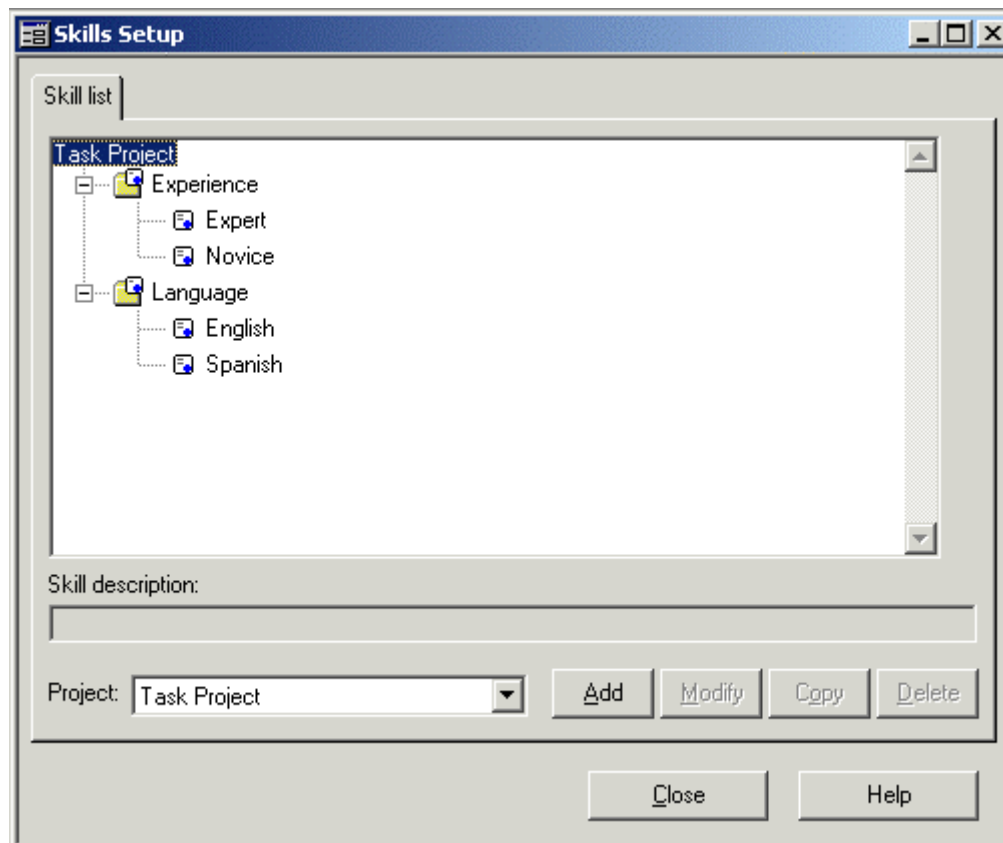 Skills Setup
Skill list
Task Project
Experience
Expert
Novice
Language
English
Spanish
Skill description:
Project: Task Project Add Modify Copy Delete
Close Help